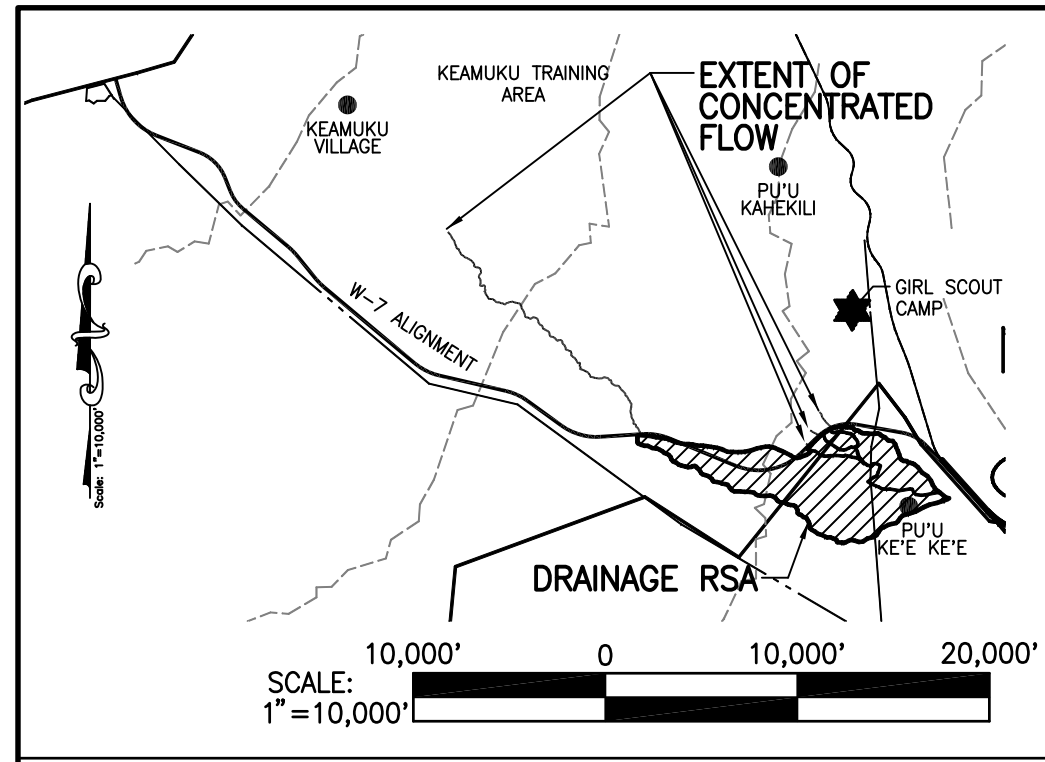 KEAMUKU TRAINING
AREA
EXTENT OF
CONCENTRATED
FLOW
KEAMUKU
VILLAGE
PU'U
KAHEKILI
GIRL SCOUT
CAMP
W-7 ALIGNMENT
Scale: 1"=10,000'
PU'U
KE'E KE'E
DRAINAGE RSA
10,000' 0 10,000' 20,000'
SCALE:
1"=10,000'